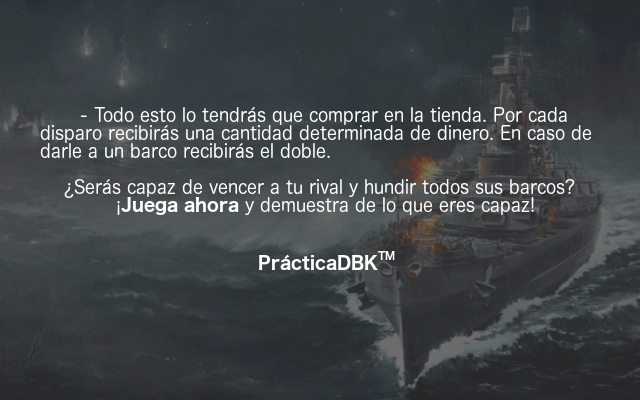 - Todo esto lo tendrás que comprar en la tienda. Por cada
disparo recibirás una cantidad determinada de dinero. En caso de
darle a un barco recibirás el doble.
¿Serás capaz de vencer a tu rival y hundir todos sus barcos?
¡Juega ahora y demuestra de lo que eres capaz!
PrácticaDBK™